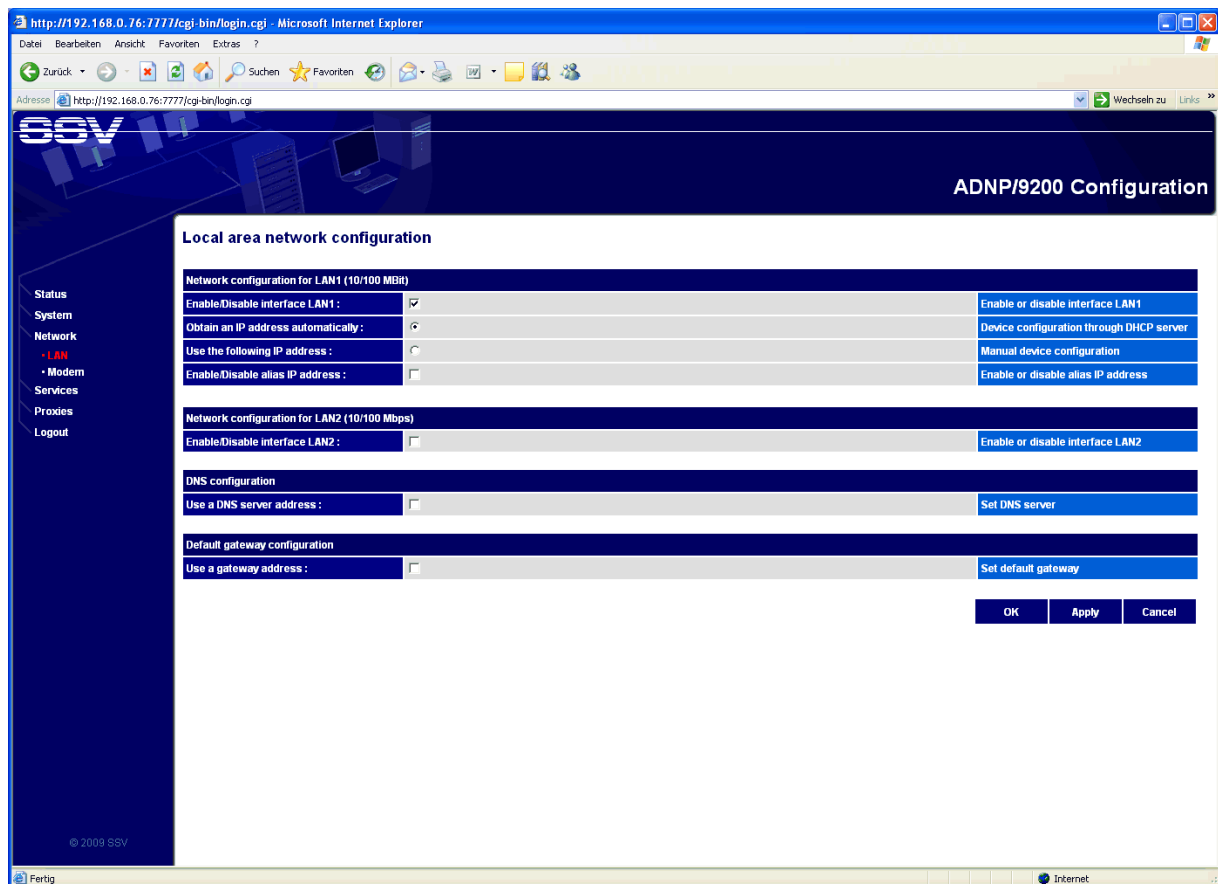 http://192.168.0.76:7777/cgi-bin/login.cgi - Microsoft Internet Explorer
Datei Bearbeiten Ansicht Favoriten Extras ?
Zurück Suchen Favoriten
Adresse http://192.168.0.76:7777/cgi-bin/login.cgi Wechseln zu Links »
SSV
ADNP/9200 Configuration
Status
System
Network
• LAN
• Modem
Services
Proxies
Logout
© 2009 SSV
Local area network configuration
Network configuration for LAN1 (10/100 MBit)
Enable/Disable interface LAN1 : Enable or disable interface LAN1
Obtain an IP address automatically : Device configuration through DHCP server
Use the following IP address : Manual device configuration
Enable/Disable alias IP address : Enable or disable alias IP address
Network configuration for LAN2 (10/100 Mbps)
Enable/Disable interface LAN2 : Enable or disable interface LAN2
DNS configuration
Use a DNS server address : Set DNS server
Default gateway configuration
Use a gateway address : Set default gateway
OK Apply Cancel
Fertig Internet